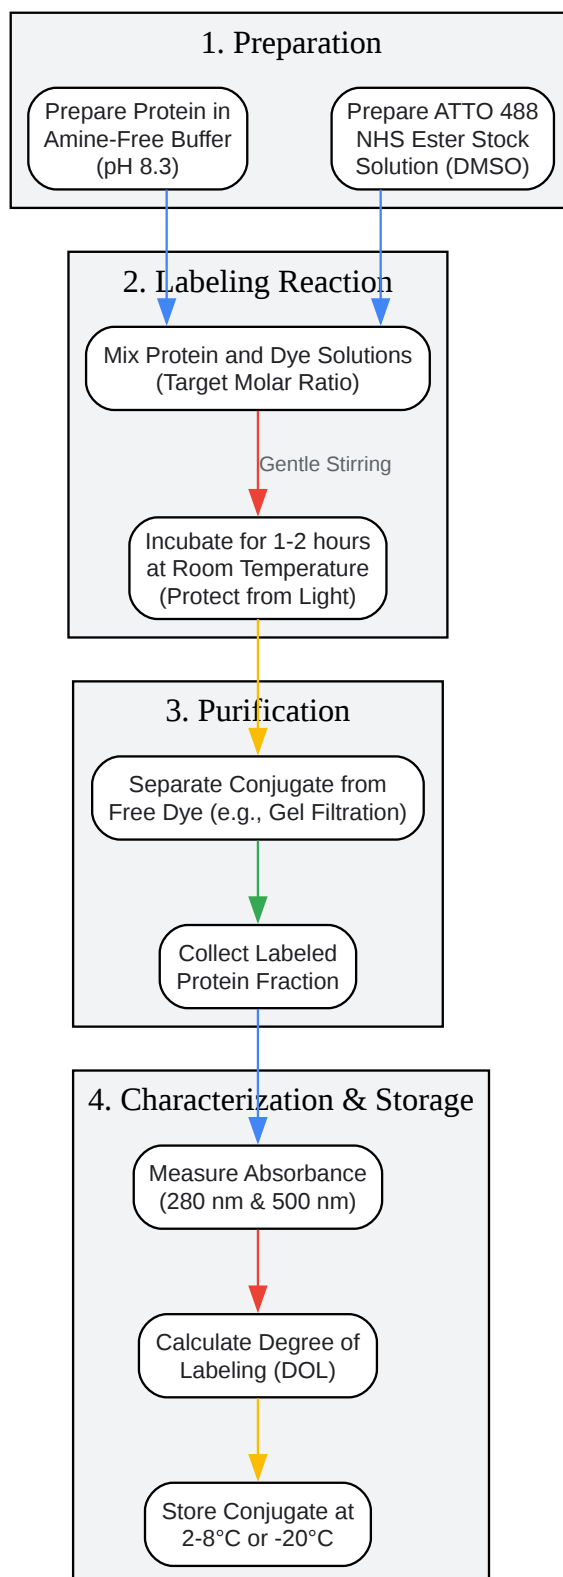 1. Preparation
Prepare Protein in
Amine-Free Buffer
(pH 8.3)
Prepare ATTO 488
NHS Ester Stock
Solution (DMSO)
2. Labeling Reaction
Mix Protein and Dye Solutions
(Target Molar Ratio)
Gentle Stirring
Incubate for 1-2 hours
at Room Temperature
(Protect from Light)
3. Purification
Separate Conjugate from
Free Dye (e.g., Gel Filtration)
Collect Labeled
Protein Fraction
4. Characterization & Storage
Measure Absorbance
(280 nm & 500 nm)
Calculate Degree of
Labeling (DOL)
Store Conjugate at
2-8°C or -20°C